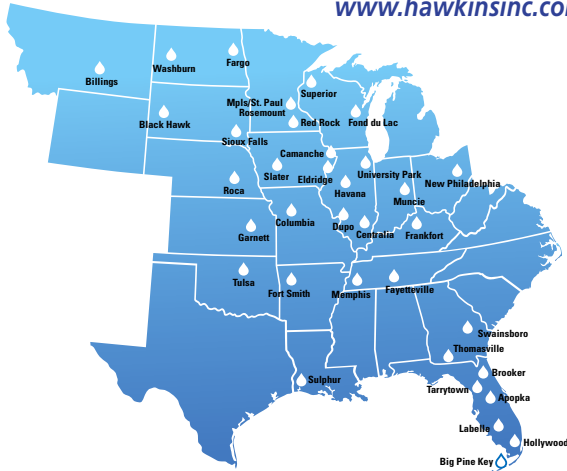 www.hawkinsinc.co
Billings
Washburn
Fargo
Superior
Mpls/St. Paul
Rosemount
Red Rock
Fond du Lac
Black Hawk
Sioux Falls
Camanche
Slater
Eldridge
University Park
New Philadelphia
Roca
Havana
Muncie
Columbia
Dupo
Centralia
Frankfort
Garnett
Tulsa
Fort Smith
Memphis
Fayetteville
Swainsboro
Thomasville
Sulphur
Brooker
Tarrytown
Apopka
Labelle
Hollywood
Big Pine Key